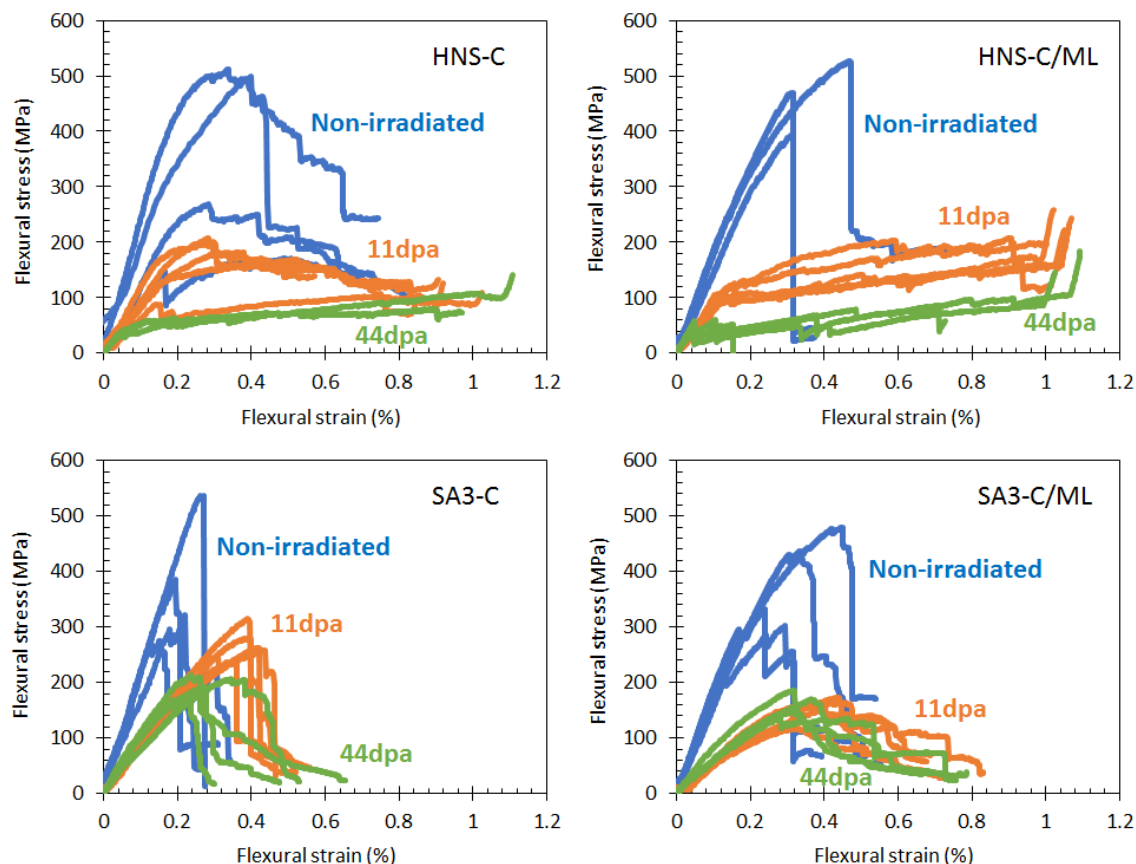 600
500
400
300
200
100
0
Flexural stress (MPa)
HNS-C
Non-irradiated
11dpa
44dpa
0 0.2 0.4 0.6 0.8 1 1.2
Flexural strain (%)
600
500
400
300
200
100
0
Flexural stress (MPa)
HNS-C/ML
Non-irradiated
11dpa
44dpa
0 0.2 0.4 0.6 0.8 1 1.2
Flexural strain (%)
600
500
400
300
200
100
0
Flexural stress (MPa)
SA3-C
Non-irradiated
11dpa
44dpa
0 0.2 0.4 0.6 0.8 1 1.2
Flexural strain (%)
600
500
400
300
200
100
0
Flexural stress (MPa)
SA3-C/ML
Non-irradiated
11dpa
44dpa
0 0.2 0.4 0.6 0.8 1 1.2
Flexural strain (%)